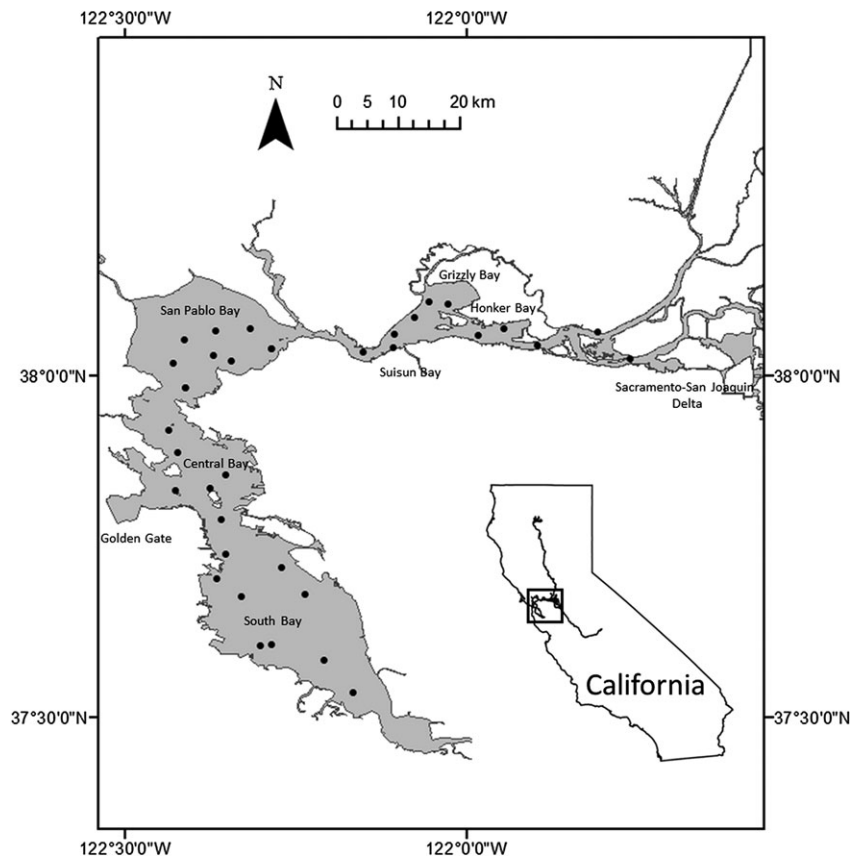 122°30'0"W 122°0'0"W
N
0 5 10 20 km
Grizzly Bay
San Pablo Bay
Honker Bay
38°0'0"N
Suisun Bay
38°0'0"N
Sacramento-San Joaquin
Delta
Central Bay
Golden Gate
South Bay
California
37°30'0"N
37°30'0"N
122°30'0"W 122°0'0"W